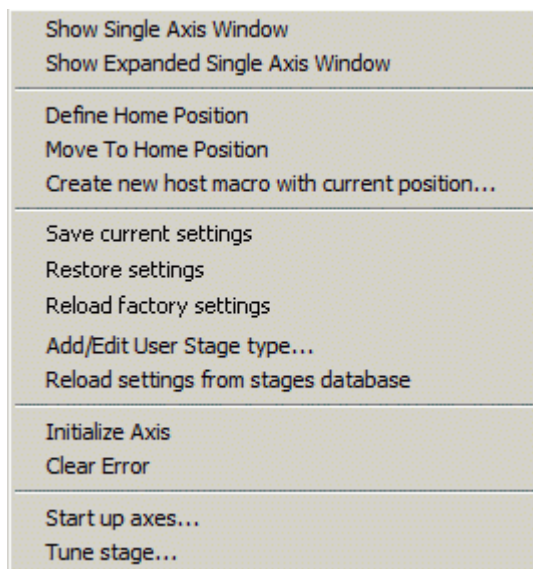 Show Single Axis Window
Show Expanded Single Axis Window
Define Home Position
Move To Home Position
Create new host macro with current position...
Save current settings
Restore settings
Reload factory settings
Add/Edit User Stage type...
Reload settings from stages database
Initialize Axis
Clear Error
Start up axes...
Tune stage...